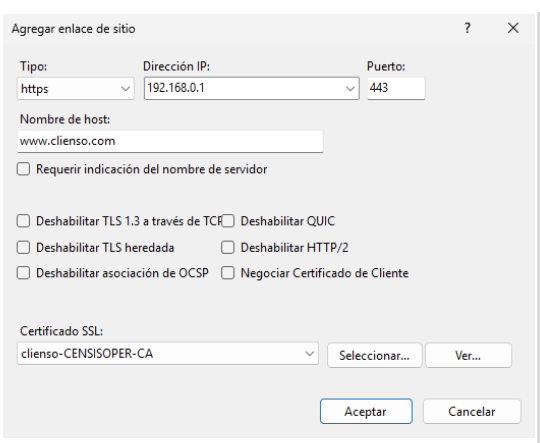 Agregar enlace de sitio ? ×
Tipo: Dirección IP: Puerto:
https 192.168.0.1 443
Nombre de host:
www.clienso.com
Requerir indicación del nombre de servidor
Deshabilitar TLS 1.3 a través de TCP Deshabilitar QUIC
Deshabilitar TLS heredada Deshabilitar HTTP/2
Deshabilitar asociación de OCSP Negociar Certificado de Cliente
Certificado SSL:
clienso-CENSISOPER-CA Seleccionar... Ver...
Aceptar Cancelar